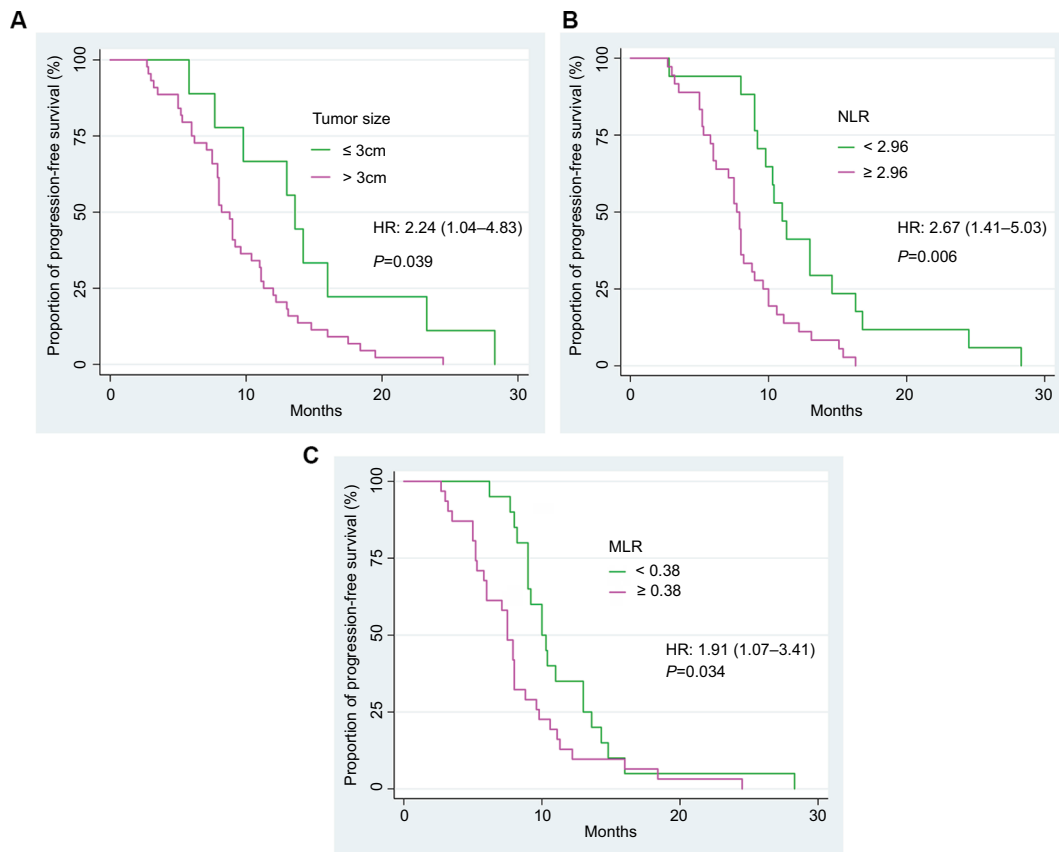 A
Proportion of progression-free survival (%)
100
75
50
25
0
Tumor size
≤ 3cm
> 3cm
HR: 2.24 (1.04–4.83)
P=0.039
0 10 20 30
Months
B
Proportion of progression-free survival (%)
100
75
50
25
0
NLR
< 2.96
≥ 2.96
HR: 2.67 (1.41–5.03)
P=0.006
0 10 20 30
Months
C
Proportion of progression-free survival (%)
100
75
50
25
0
MLR
< 0.38
≥ 0.38
HR: 1.91 (1.07–3.41)
P=0.034
0 10 20 30
Months